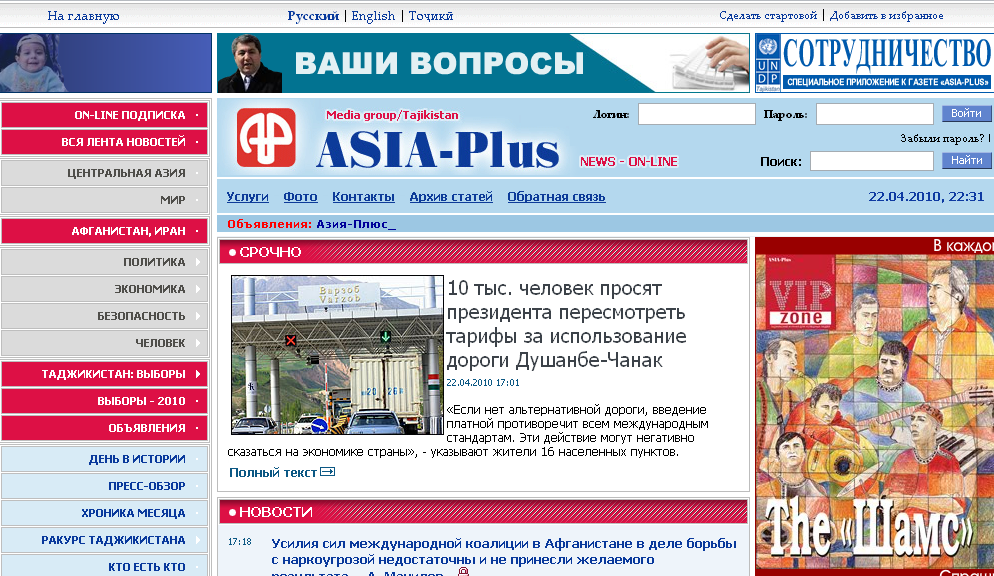 На главную
Русский | English | Тоҷикӣ
Сделать стартовой | Добавить в избранное
ВАШИ ВОПРОСЫ
UN
DP
Tajikistan
СОТРУДНИЧЕСТВО
СПЕЦИАЛЬНОЕ ПРИЛОЖЕНИЕ К ГАЗЕТЕ «ASIA-PLUS»
ON-LINE ПОДПИСКА
ВСЯ ЛЕНТА НОВОСТЕЙ
ЦЕНТРАЛЬНАЯ АЗИЯ
МИР
АФГАНИСТАН, ИРАН
ПОЛИТИКА
ЭКОНОМИКА
БЕЗОПАСНОСТЬ
ЧЕЛОВЕК
ТАДЖИКИСТАН: ВЫБОРЫ
ВЫБОРЫ - 2010
ОБЪЯВЛЕНИЯ
ДЕНЬ В ИСТОРИИ
ПРЕСС-ОБЗОР
ХРОНИКА МЕСЯЦА
РАКУРС ТАДЖИКИСТАНА
КТО ЕСТЬ КТО
Media group/Tajikistan
ASIA-Plus
NEWS - ON-LINE
Логин:
Пароль:
Войти
Забыли пароль? |
Поиск:
Найти
Услуги Фото Контакты Архив статей Обратная связь
22.04.2010, 22:31
Объявления: Азия-Плюс_
СРОЧНО
Варзоб
Varzob
10 тыс. человек просят
президента пересмотреть
тарифы за использование
дороги Душанбе-Чанак
22.04.2010 17:01
«Если нет альтернативной дороги, введение
платной противоречит всем международным
стандартам. Эти действие могут негативно
сказаться на экономике страны», - указывают жители 16 населенных пунктов.
Полный текст
НОВОСТИ
17:18
Усилия сил международной коалиции в Афганистане в деле борьбы
с наркоугрозой недостаточны и не принесли желаемого
В каждо
ASIA-Plus
VIP
zone
The «Шамс»